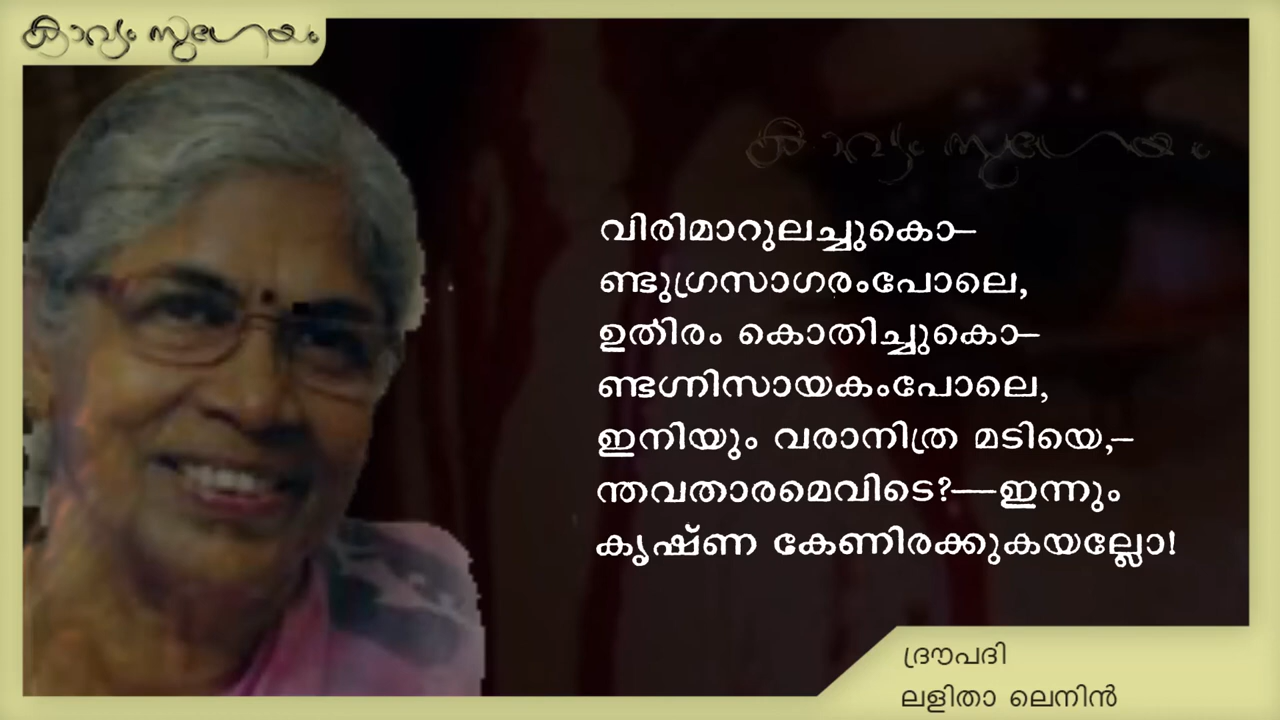 കാവ്യം സുഗേയം
കാവ്യം സുഗേയം
വിരിമാറുലച്ചുകൊ–
ണ്ടുഗ്രസാഗരംപോലെ,
ഉതിരം കൊതിച്ചുകൊ–
ണ്ടഗ്നിസായകംപോലെ,
ഇനിയും വരാനിത്ര മടിയെ,–
ന്തവതാരമെവിടെ?—ഇന്നും
കൃഷ്ണ കേണിരക്കുകയല്ലോ!
ദ്രൗപദി
ലളിതാ ലെനിൻ